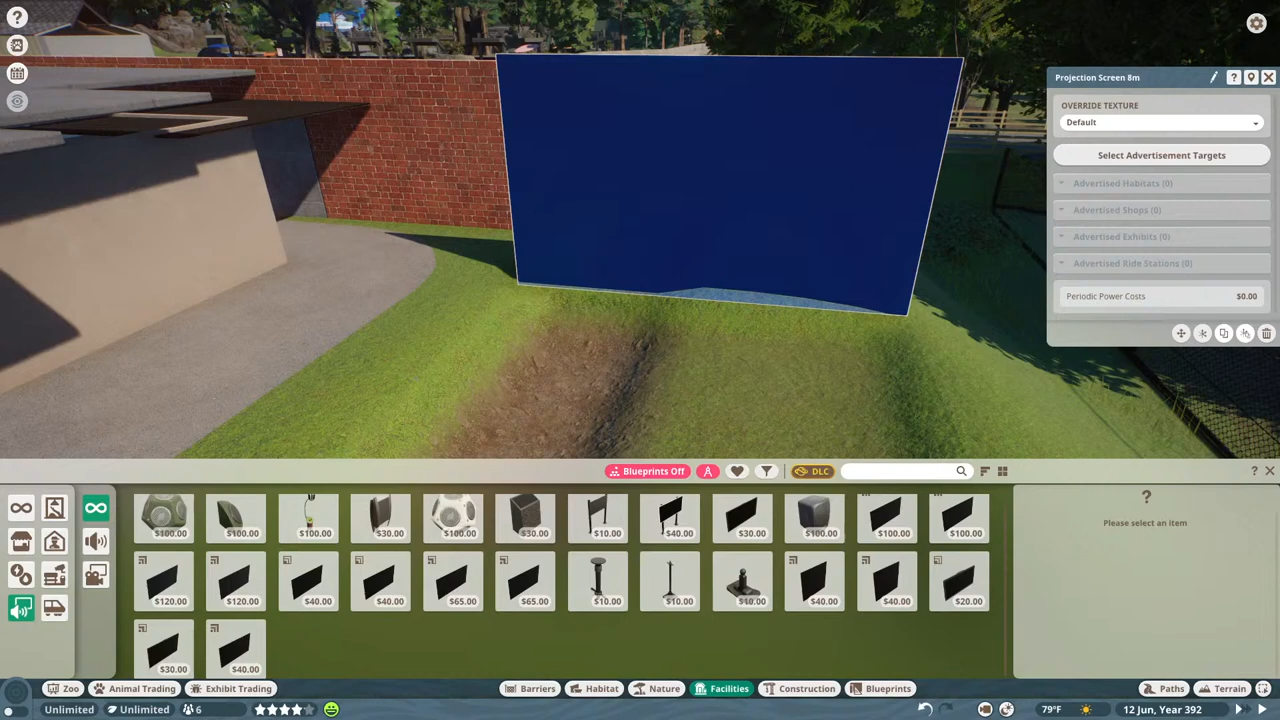 ?
Projection Screen 8m
?
OVERRIDE TEXTURE
Default
Select Advertisement Targets
Advertised Habitats (0)
Advertised Shops (0)
Advertised Exhibits (0)
Advertised Ride Stations (0)
Periodic Power Costs $0.00
Blueprints Off
DLC
?
$100.00 $100.00 $100.00 $30.00 $100.00 $30.00 $10.00 $40.00 $30.00 $100.00 $100.00 $100.00
?
Please select an item
$120.00 $120.00 $40.00 $40.00 $65.00 $65.00 $10.00 $10.00 $10.00 $40.00 $40.00 $20.00
$30.00 $40.00
Zoo Animal Trading Exhibit Trading Barriers Habitat Nature Facilities Construction Blueprints Paths Terrain
Unlimited Unlimited 6 79°F 12 Jun, Year 392